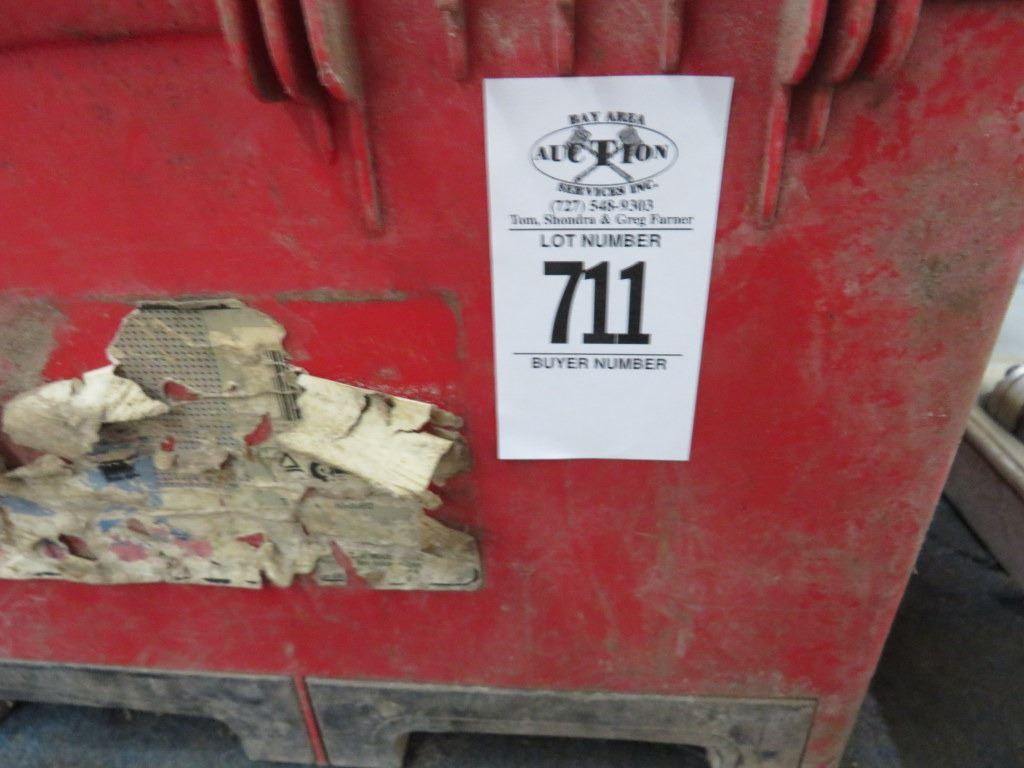 BAY AREA
AUCTION
SERVICES INC.
(727) 548-9303
Tom, Shondra & Greg Farner
LOT NUMBER
711
BUYER NUMBER